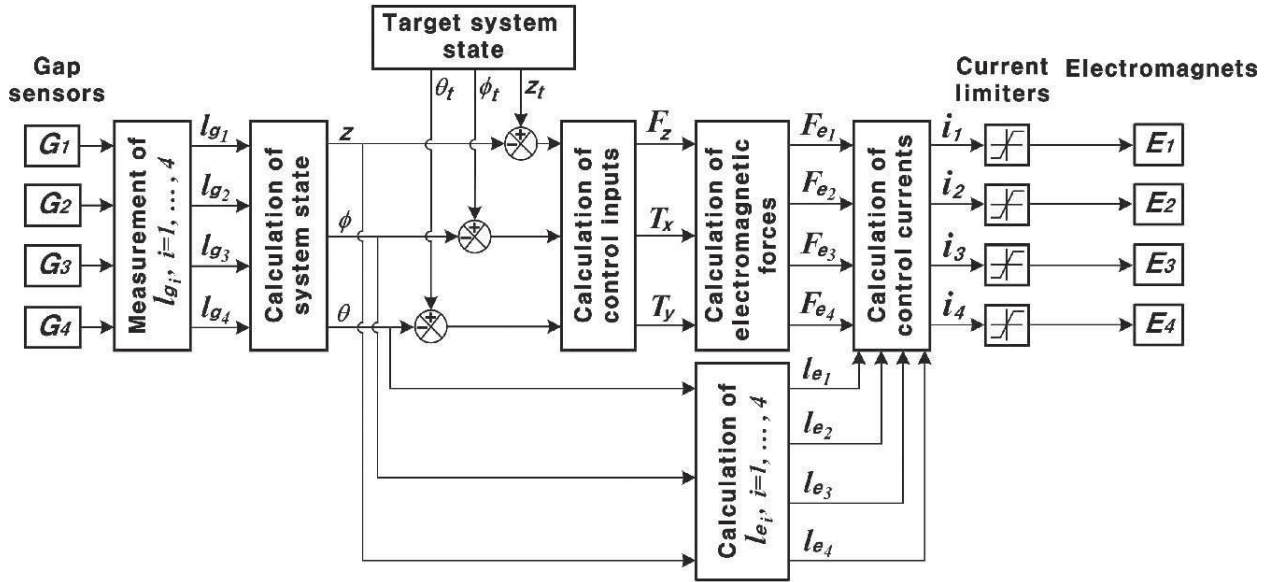 Target system
state
Gap
sensors
Current
limiters
Electromagnets
θt
ϕt
zt
G1
G2
G3
G4
Measurement of
lgi, i=1, ..., 4
lg1
lg2
lg3
lg4
Calculation of
system state
z
ϕ
θ
+
−
+
−
+
−
Calculation of
control inputs
Fz
Tx
Ty
Calculation of
electromagnetic
forces
Fe1
Fe2
Fe3
Fe4
Calculation of
control currents
i1
i2
i3
i4
E1
E2
E3
E4
Calculation of
lei, i=1, ..., 4
le1
le2
le3
le4